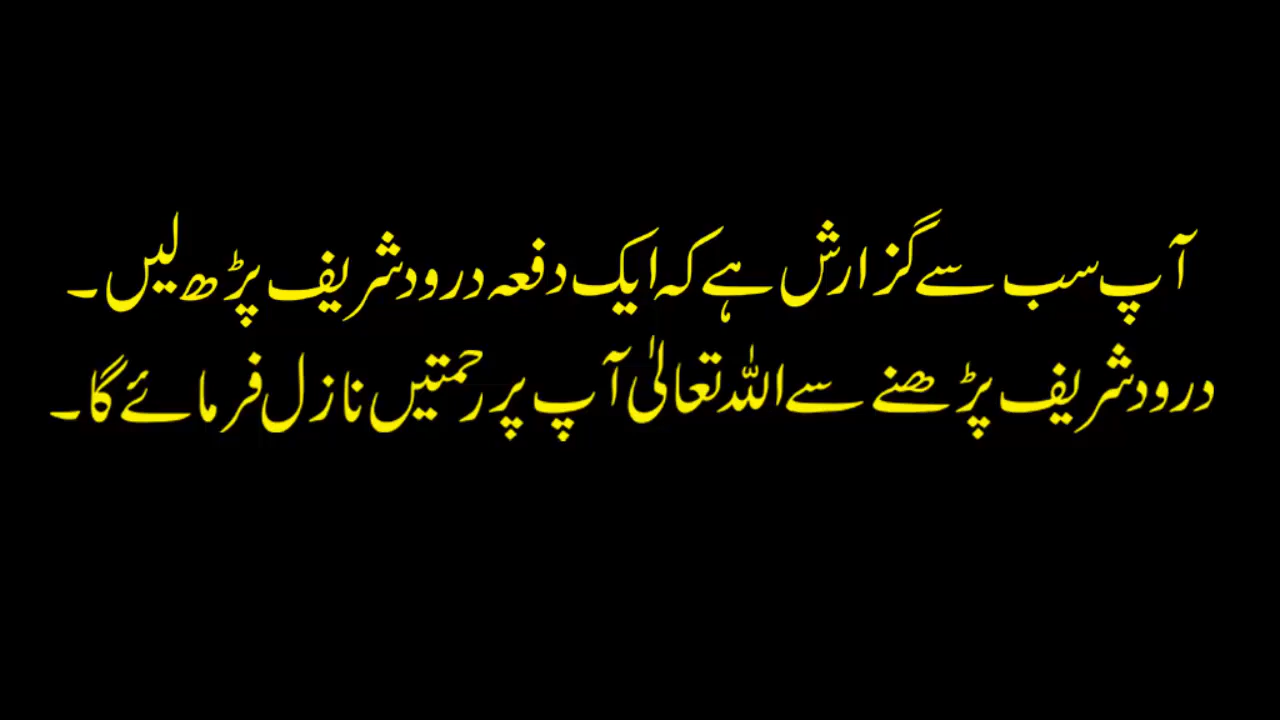 آپ سب سے گزارش ہے کہ ایک دفعہ درود شریف پڑھ لیں۔
درود شریف پڑھنے سے اللہ تعالیٰ آپ پر رحمتیں نازل فرمائے گا۔